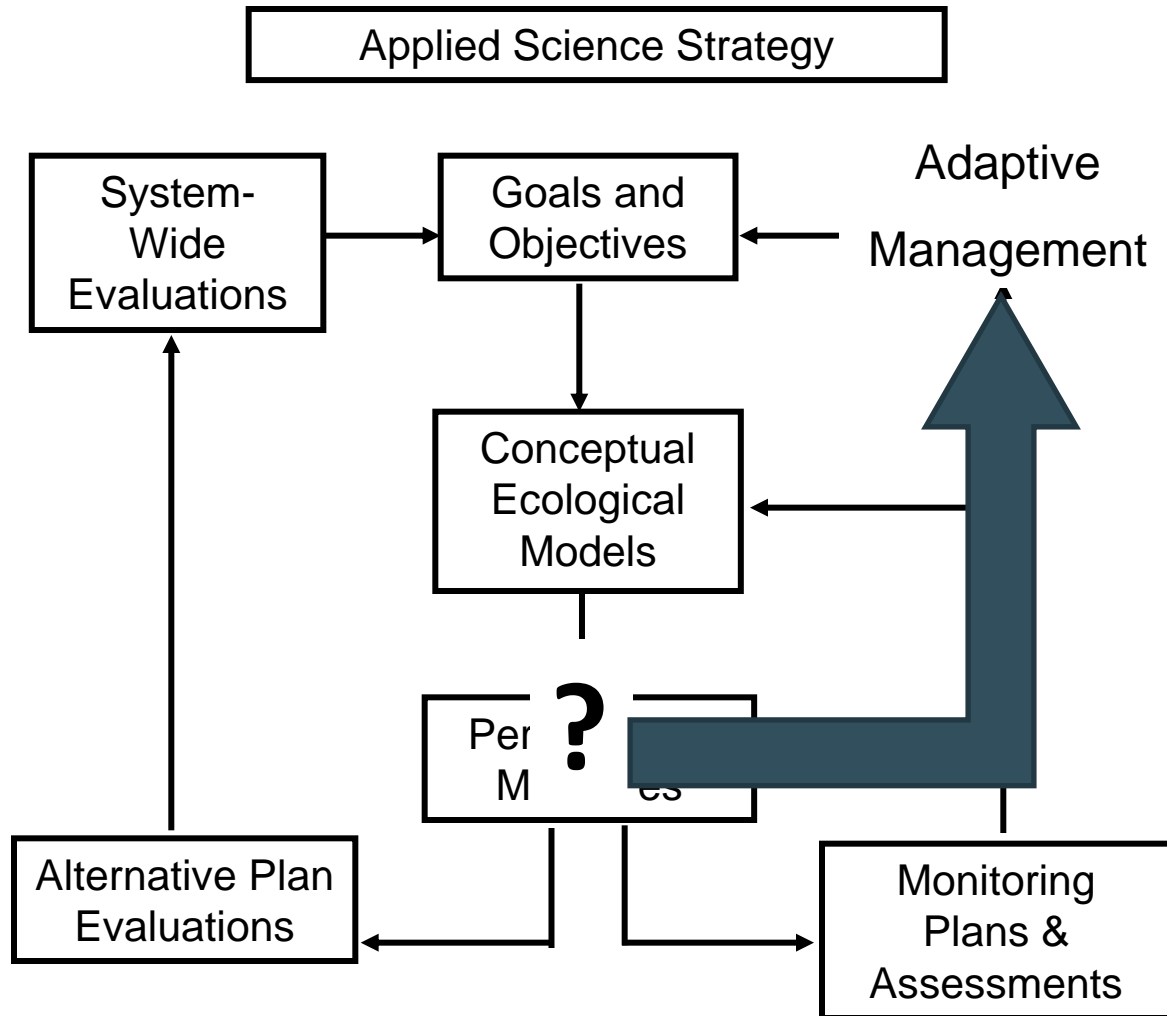 Applied Science Strategy
System-
Wide
Evaluations
Goals and
Objectives
Adaptive
Management
Conceptual
Ecological
Models
?
Alternative Plan
Evaluations
Monitoring
Plans &
Assessments